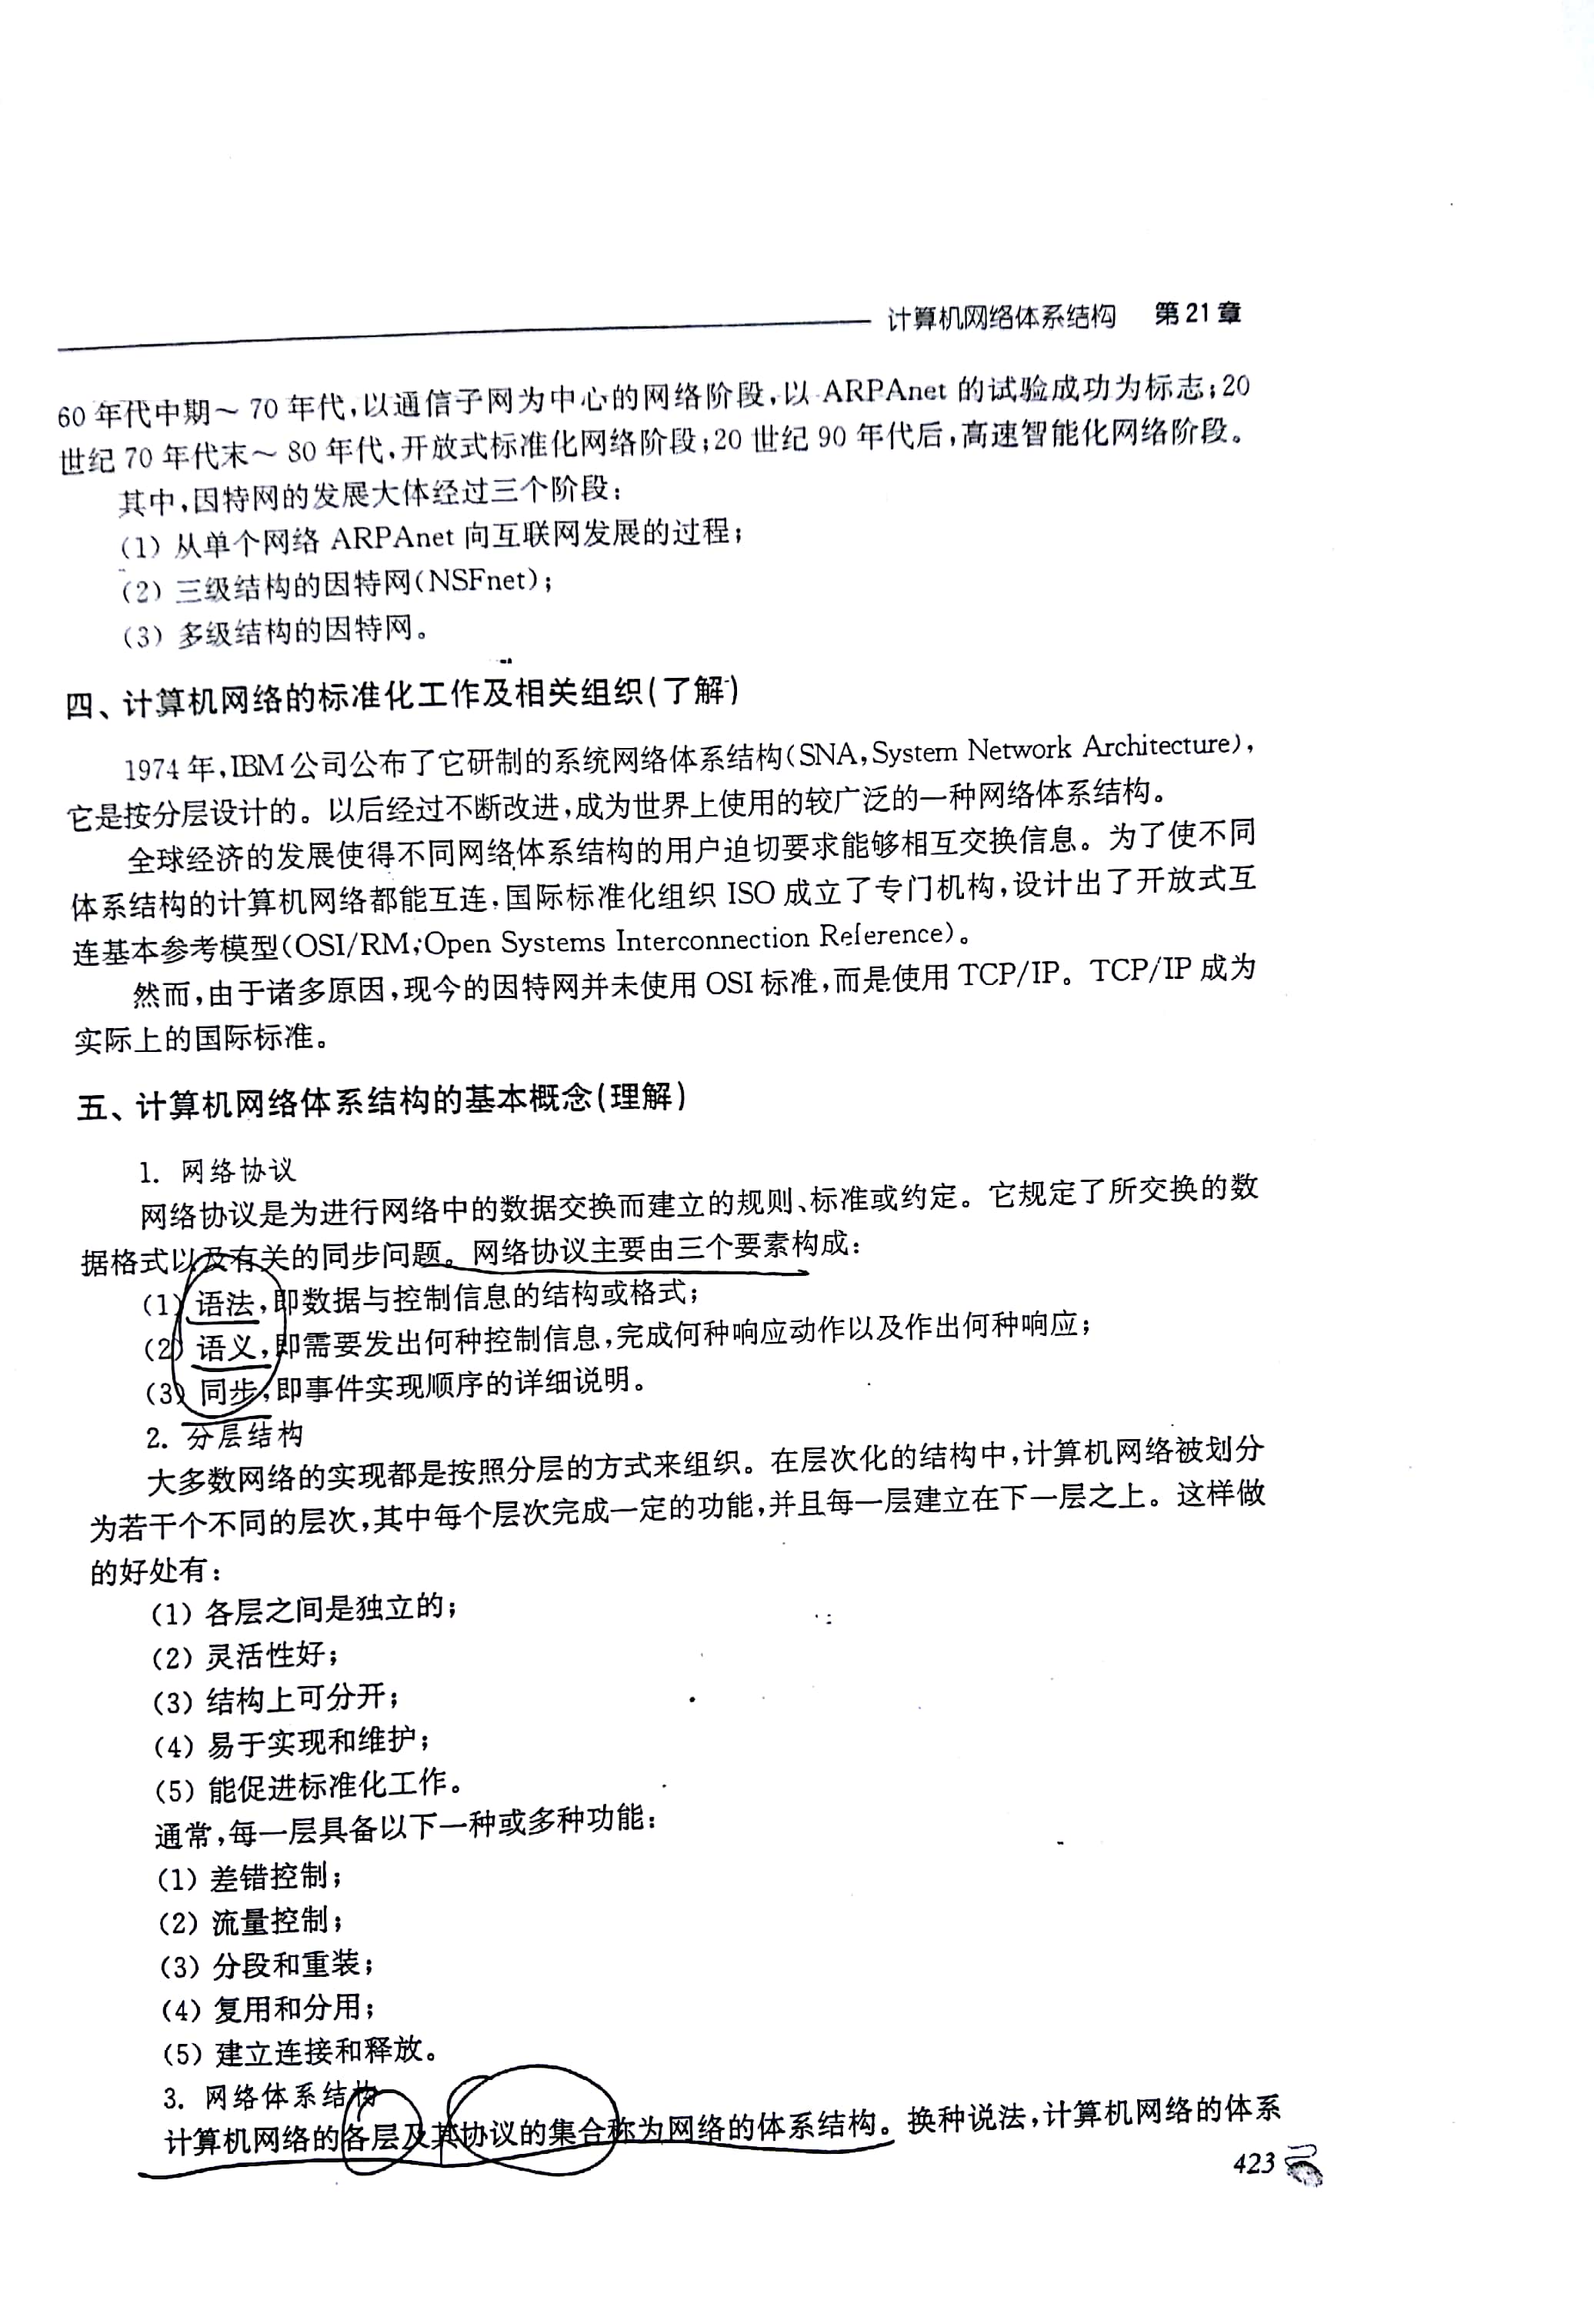 计算机网络体系结构 第21章
60年代中期～70年代,以通信子网为中心的网络阶段,以ARPAnet的试验成功为标志;20
世纪70年代末～80年代,开放式标准化网络阶段;20世纪90年代后,高速智能化网络阶段。
其中,因特网的发展大体经过三个阶段:
(1) 从单个网络ARPAnet向互联网发展的过程;
(2) 三级结构的因特网(NSFnet);
(3) 多级结构的因特网。
四、计算机网络的标准化工作及相关组织(了解)
1974年,IBM公司公布了它研制的系统网络体系结构(SNA,System Network Architecture),
它是按分层设计的。以后经过不断改进,成为世界上使用的较广泛的一种网络体系结构。
全球经济的发展使得不同网络体系结构的用户迫切要求能够相互交换信息。为了使不同
体系结构的计算机网络都能互连,国际标准化组织ISO成立了专门机构,设计出了开放式互
连基本参考模型(OSI/RM;Open Systems Interconnection Reference)。
然而,由于诸多原因,现今的因特网并未使用OSI标准,而是使用TCP/IP。TCP/IP成为
实际上的国际标准。
五、计算机网络体系结构的基本概念(理解)
1. 网络协议
网络协议是为进行网络中的数据交换而建立的规则、标准或约定。它规定了所交换的数
据格式以及有关的同步问题。网络协议主要由三个要素构成:
(1) 语法,即数据与控制信息的结构或格式;
(2) 语义,即需要发出何种控制信息,完成何种响应动作以及作出何种响应;
(3) 同步,即事件实现顺序的详细说明。
2. 分层结构
大多数网络的实现都是按照分层的方式来组织。在层次化的结构中,计算机网络被划分
为若干个不同的层次,其中每个层次完成一定的功能,并且每一层建立在下一层之上。这样做
的好处有:
(1) 各层之间是独立的;
(2) 灵活性好;
(3) 结构上可分开;
(4) 易于实现和维护;
(5) 能促进标准化工作。
通常,每一层具备以下一种或多种功能:
(1) 差错控制;
(2) 流量控制;
(3) 分段和重装;
(4) 复用和分用;
(5) 建立连接和释放。
3. 网络体系结构
计算机网络的各层及其协议的集合称为网络的体系结构。换种说法,计算机网络的体系
423